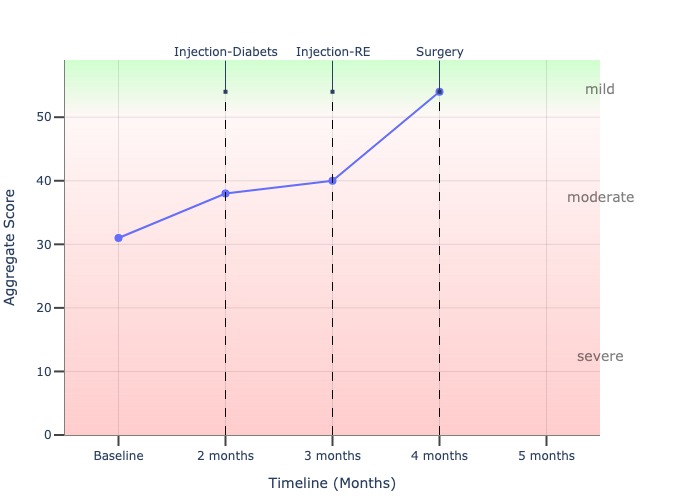 Injection-Diabets Injection-RE Surgery
mild
50
40
moderate
30
20
severe
10
0
Aggregate Score
Baseline 2 months 3 months 4 months 5 months
Timeline (Months)